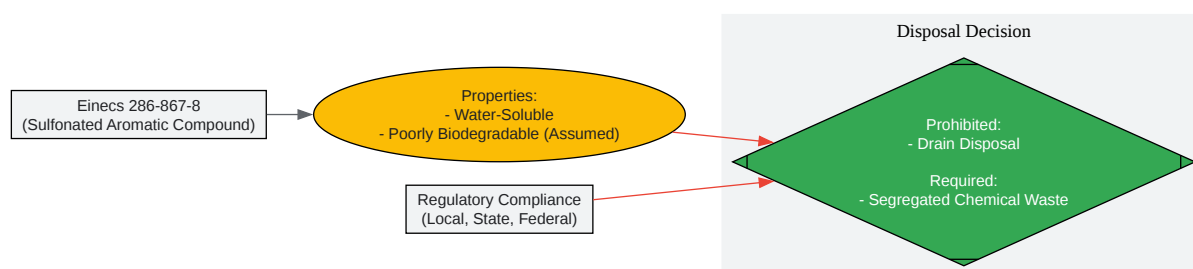 Disposal Decision
Einecs 286-867-8
(Sulfonated Aromatic Compound)
Properties:
- Water-Soluble
- Poorly Biodegradable (Assumed)
Regulatory Compliance
(Local, State, Federal)
Prohibited:
- Drain Disposal
Required:
- Segregated Chemical Waste